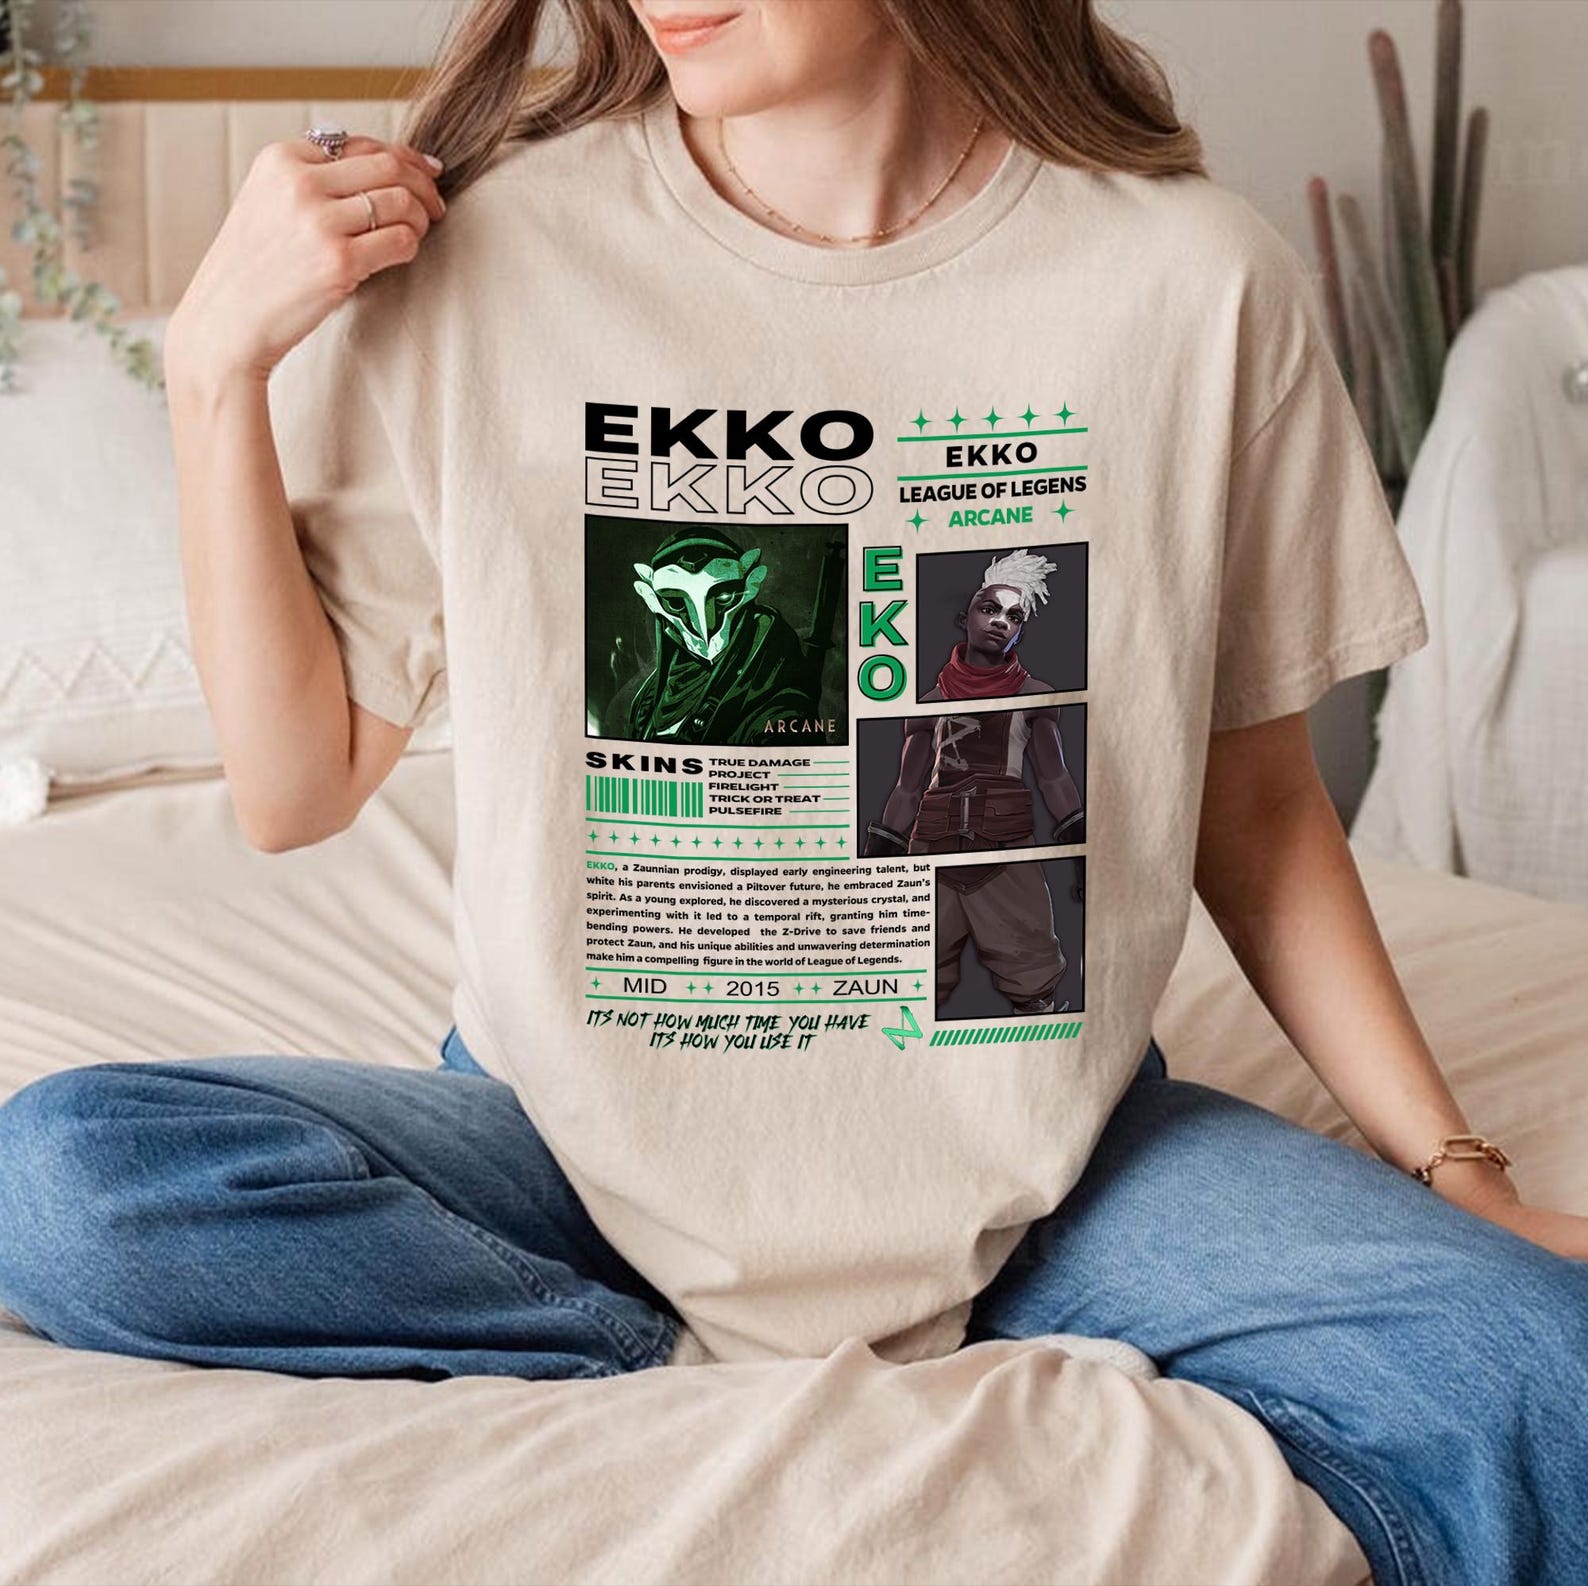 EKKO
EKKO
EKKO
LEAGUE OF LEGENS
ARCANE
EKO
ARCANE
SKINS
TRUE DAMAGE
PROJECT
FIRELIGHT
TRICK OR TREAT
PULSEFIRE
EKKO, a Zaunnian prodigy, displayed early engineering talent, but
white his parents envisioned a Piltover future, he embraced Zaun's
spirit. As a young explored, he discovered a mysterious crystal, and
experimenting with it led to a temporal rift, granting him time-
bending powers. He developed the Z-Drive to save friends and
protect Zaun, and his unique abilities and unwavering determination
make him a compelling figure in the world of League of Legends.
MID 2015 ZAUN
ITS NOT HOW MUCH TIME YOU HAVE
ITS HOW YOU USE IT